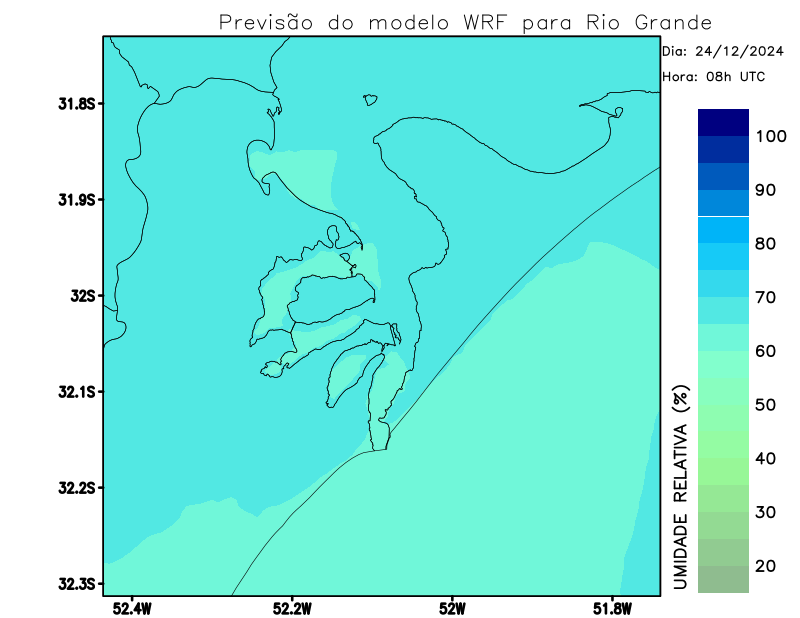 Previsão do modelo WRF para Rio Grande
Dia: 24/12/2024
Hora: 08h UTC
31.8S
31.9S
32S
32.1S
32.2S
32.3S
52.4W
52.2W
52W
51.8W
100
90
80
70
60
50
40
30
20
UMIDADE RELATIVA (%)